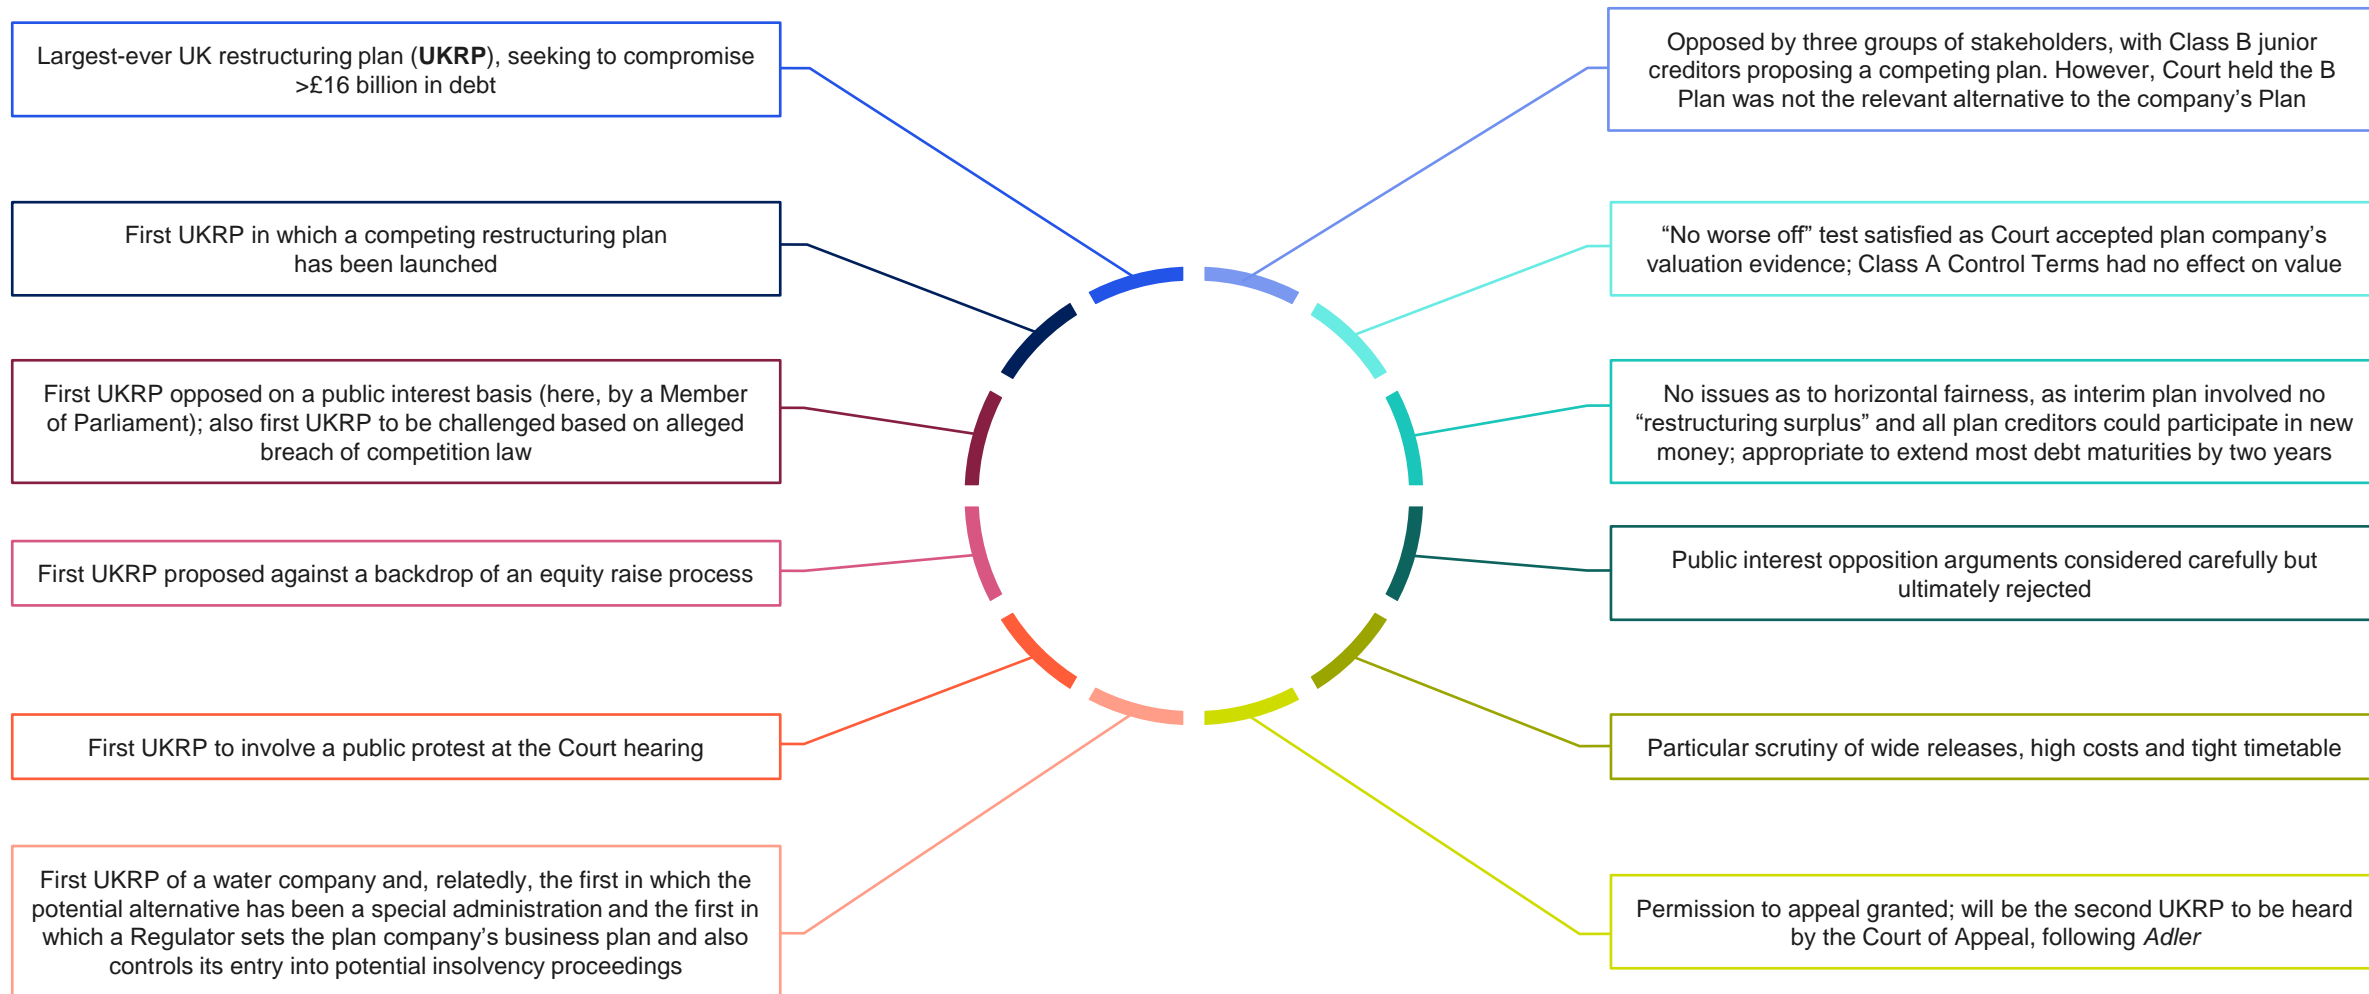 Largest-ever UK restructuring plan (UKRP), seeking to compromise
>£16 billion in debt
First UKRP in which a competing restructuring plan
has been launched
First UKRP opposed on a public interest basis (here, by a Member
of Parliament); also first UKRP to be challenged based on alleged
breach of competition law
First UKRP proposed against a backdrop of an equity raise process
First UKRP to involve a public protest at the Court hearing
First UKRP of a water company and, relatedly, the first in which the
potential alternative has been a special administration and the first in
which a Regulator sets the plan company’s business plan and also
controls its entry into potential insolvency proceedings
Opposed by three groups of stakeholders, with Class B junior
creditors proposing a competing plan. However, Court held the B
Plan was not the relevant alternative to the company’s Plan
“No worse off” test satisfied as Court accepted plan company’s
valuation evidence; Class A Control Terms had no effect on value
No issues as to horizontal fairness, as interim plan involved no
“restructuring surplus” and all plan creditors could participate in new
money; appropriate to extend most debt maturities by two years
Public interest opposition arguments considered carefully but
ultimately rejected
Particular scrutiny of wide releases, high costs and tight timetable
Permission to appeal granted; will be the second UKRP to be heard
by the Court of Appeal, following Adler